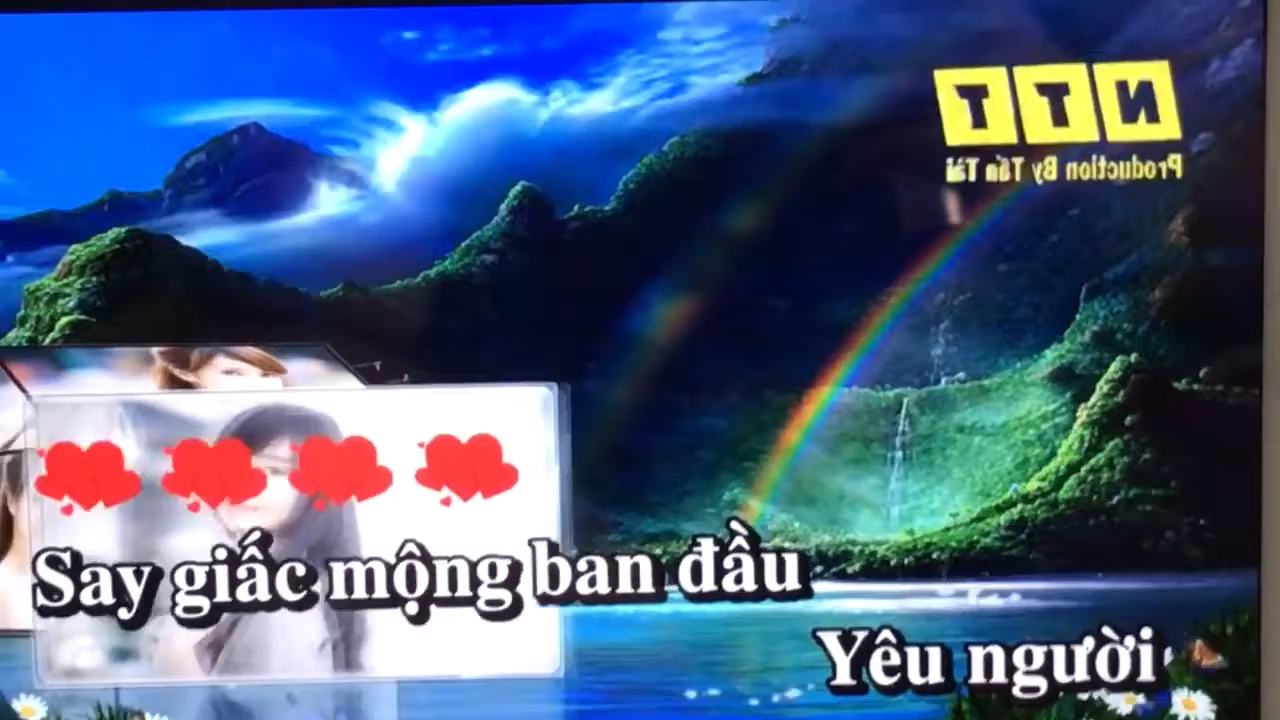 NTT
Production By Tấn Tài
Say giấc mộng ban đầu
Yêu người